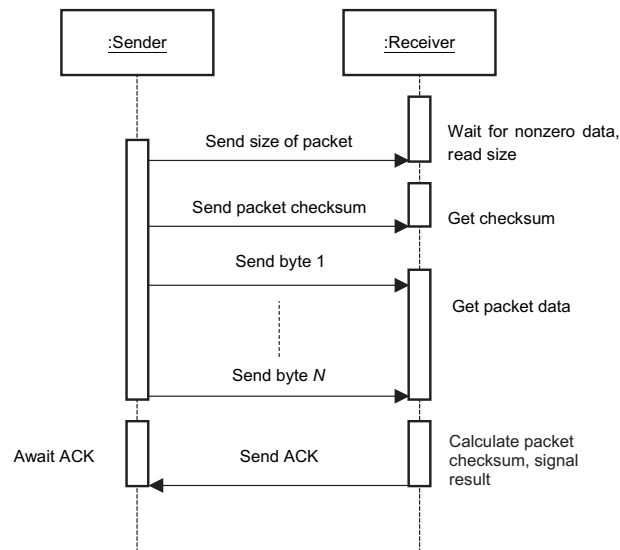 :Sender
:Receiver
Send size of packet
Wait for nonzero data,
read size
Send packet checksum
Get checksum
Send byte 1
Get packet data
Send byte N
Await ACK
Send ACK
Calculate packet
checksum, signal
result